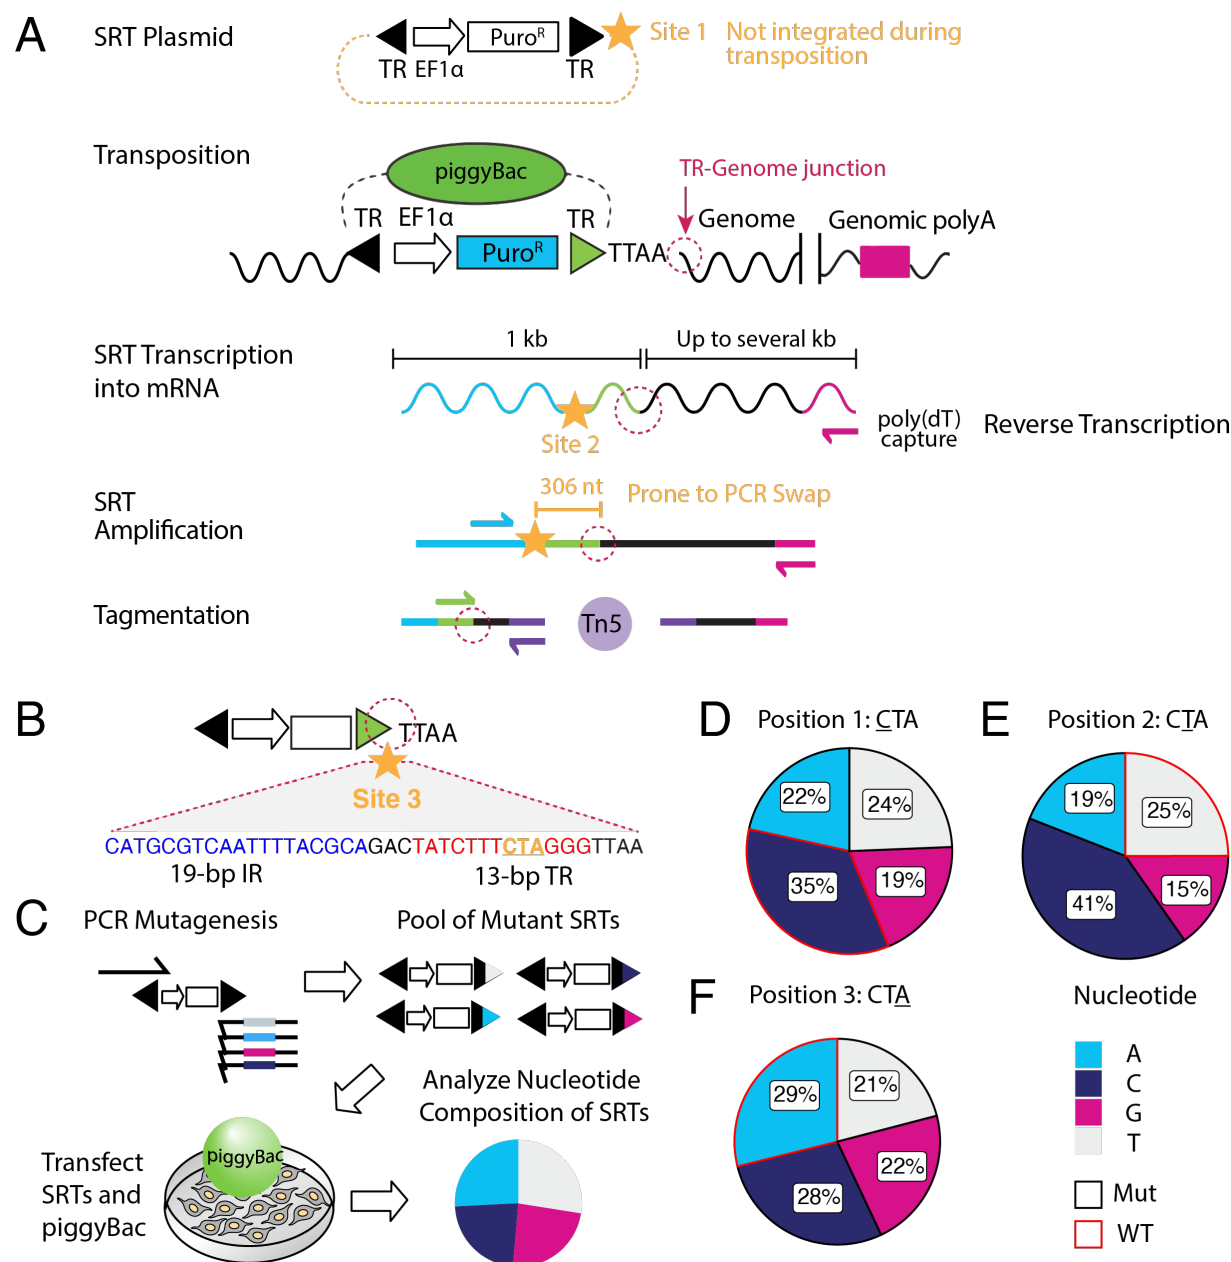 A
SRT Plasmid
Puroᴿ
TR
EF1α
TR
Site 1
Not integrated during
transposition
Transposition
piggyBac
TR-Genome junction
TR
EF1α
TR
Genome
Genomic polyA
Puroᴿ
TTAA
SRT Transcription
into mRNA
1 kb
Up to several kb
Site 2
poly(dT)
capture
Reverse Transcription
SRT
Amplification
306 nt
Prone to PCR Swap
Tagmentation
Tn5
B
TTAA
Site 3
CATGCGTCAATTTTACGCAGACTATCTTTCTAGGGTTAA
19-bp IR
13-bp TR
C
PCR Mutagenesis
Pool of Mutant SRTs
Analyze Nucleotide
Composition of SRTs
Transfect
SRTs and
piggyBac
piggyBac
D
Position 1: CTA
22%
24%
35%
19%
E
Position 2: CTA
19%
25%
41%
15%
F
Position 3: CTA
29%
21%
28%
22%
Nucleotide
A
C
G
T
Mut
WT